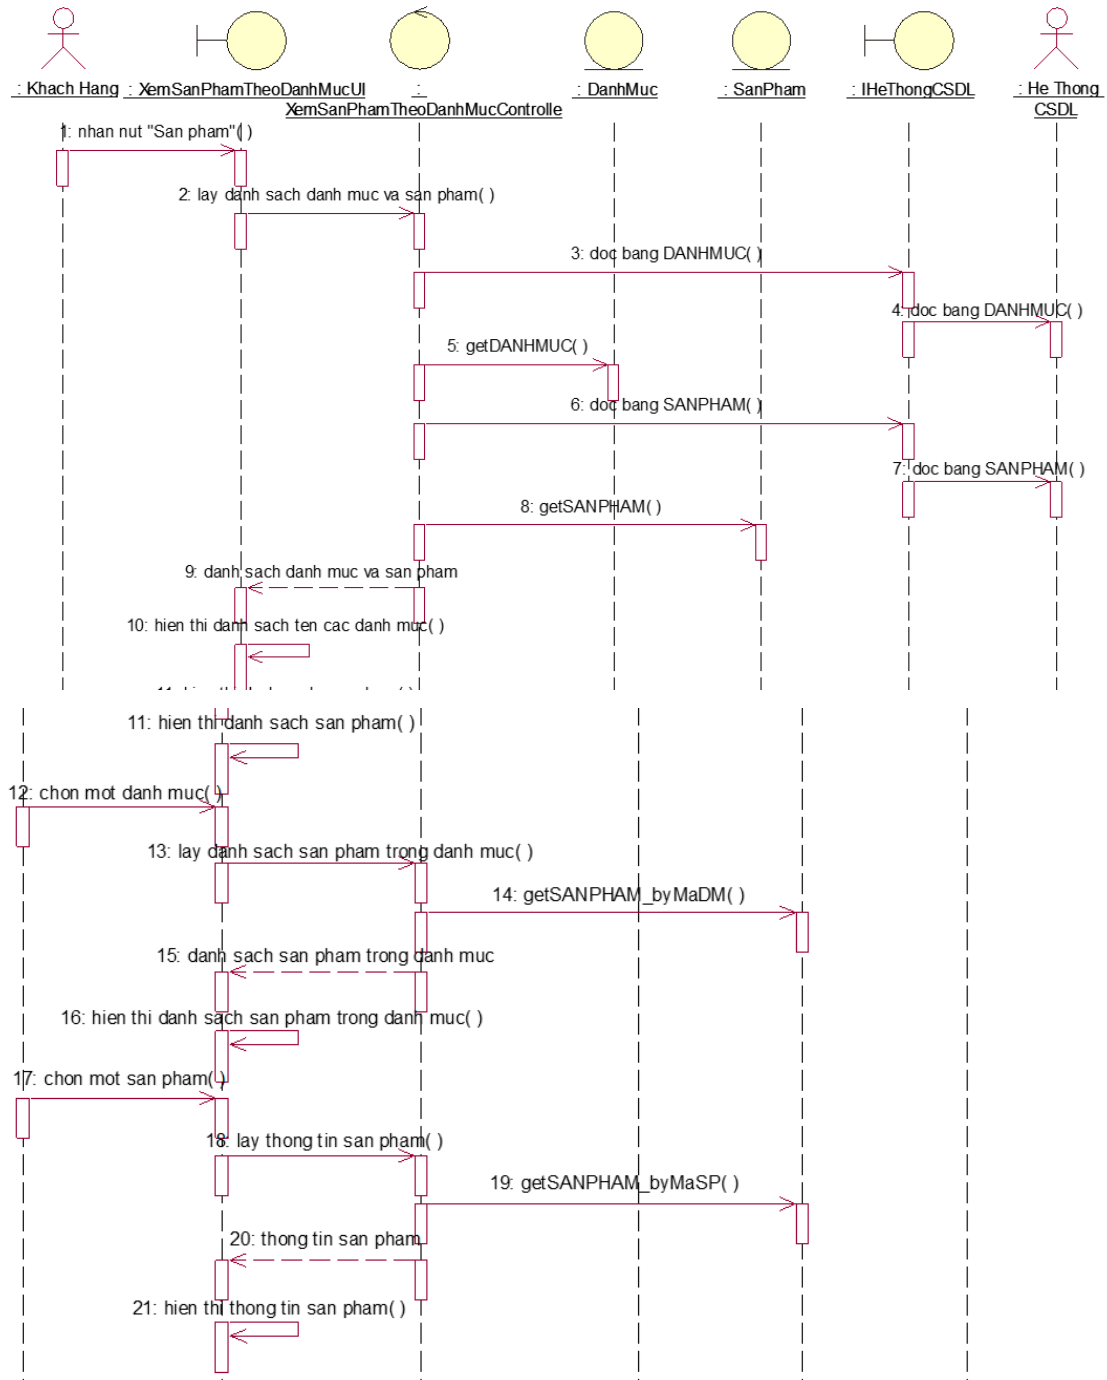 : Khach Hang
: XemSanPhamTheoDanhMucUI
:
XemSanPhamTheoDanhMucControlle
: DanhMuc
: SanPham
: IHeThongCSDL
: He Thong
CSDL
1: nhan nut "San pham"( )
2: lay danh sach danh muc va san pham( )
3: doc bang DANHMUC( )
4: doc bang DANHMUC( )
5: getDANHMUC( )
6: doc bang SANPHAM( )
7: doc bang SANPHAM( )
8: getSANPHAM( )
9: danh sach danh muc va san pham
10: hien thi danh sach ten cac danh muc( )
11: hien thi danh sach san pham( )
12: chon mot danh muc( )
13: lay danh sach san pham trong danh muc( )
14: getSANPHAM_byMaDM( )
15: danh sach san pham trong danh muc
16: hien thi danh sach san pham trong danh muc( )
17: chon mot san pham( )
18: lay thong tin san pham( )
19: getSANPHAM_byMaSP( )
20: thong tin san pham
21: hien thi thong tin san pham( )